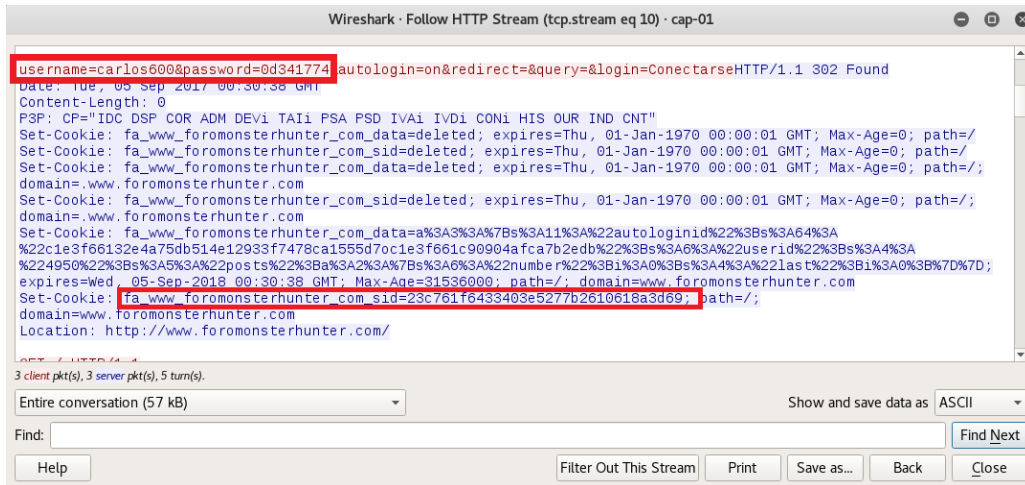 Wireshark · Follow HTTP Stream (tcp.stream eq 10) · cap-01
username=carlos600&password=0d341774&autologin=on&redirect=&query=&login=ConectarseHTTP/1.1 302 Found
Date: Tue, 05 Sep 2017 00:30:38 GMT
Content-Length: 0
P3P: CP="IDC DSP COR ADM DEVi TAIi PSA PSD IVAi IVDi CONi HIS OUR IND CNT"
Set-Cookie: fa_www_foromonsterhunter_com_data=deleted; expires=Thu, 01-Jan-1970 00:00:01 GMT; Max-Age=0; path=/
Set-Cookie: fa_www_foromonsterhunter_com_sid=deleted; expires=Thu, 01-Jan-1970 00:00:01 GMT; Max-Age=0; path=/
Set-Cookie: fa_www_foromonsterhunter_com_data=deleted; expires=Thu, 01-Jan-1970 00:00:01 GMT; Max-Age=0; path=/;
domain=.www.foromonsterhunter.com
Set-Cookie: fa_www_foromonsterhunter_com_sid=deleted; expires=Thu, 01-Jan-1970 00:00:01 GMT; Max-Age=0; path=/;
domain=.www.foromonsterhunter.com
Set-Cookie: fa_www_foromonsterhunter_com_data=a%3A3%3A%7Bs%3A11%3A%22autologinid%22%3Bs%3A64%3A
%22c1e3f66132e4a75db514e12933f7478ca1555d7oc1e3f661c90904afca7b2edb%22%3Bs%3A6%3A%22userid%22%3Bs%3A4%3A
%224950%22%3Bs%3A5%3A%22posts%22%3Ba%3A2%3A%7Bs%3A6%3A%22number%22%3Bi%3A0%3Bs%3A4%3A%22last%22%3Bi%3A0%3B%7D%7D;
expires=Wed, 05-Sep-2018 00:30:38 GMT; Max-Age=31536000; path=/; domain=www.foromonsterhunter.com
Set-Cookie: fa_www_foromonsterhunter_com_sid=23c761f6433403e5277b2610618a3d69; path=/;
domain=www.foromonsterhunter.com
Location: http://www.foromonsterhunter.com/
GET / HTTP/1.1
3 client pkt(s), 3 server pkt(s), 5 turn(s).
Entire conversation (57 kB) Show and save data as ASCII
Find: Find Next
Help Filter Out This Stream Print Save as... Back Close